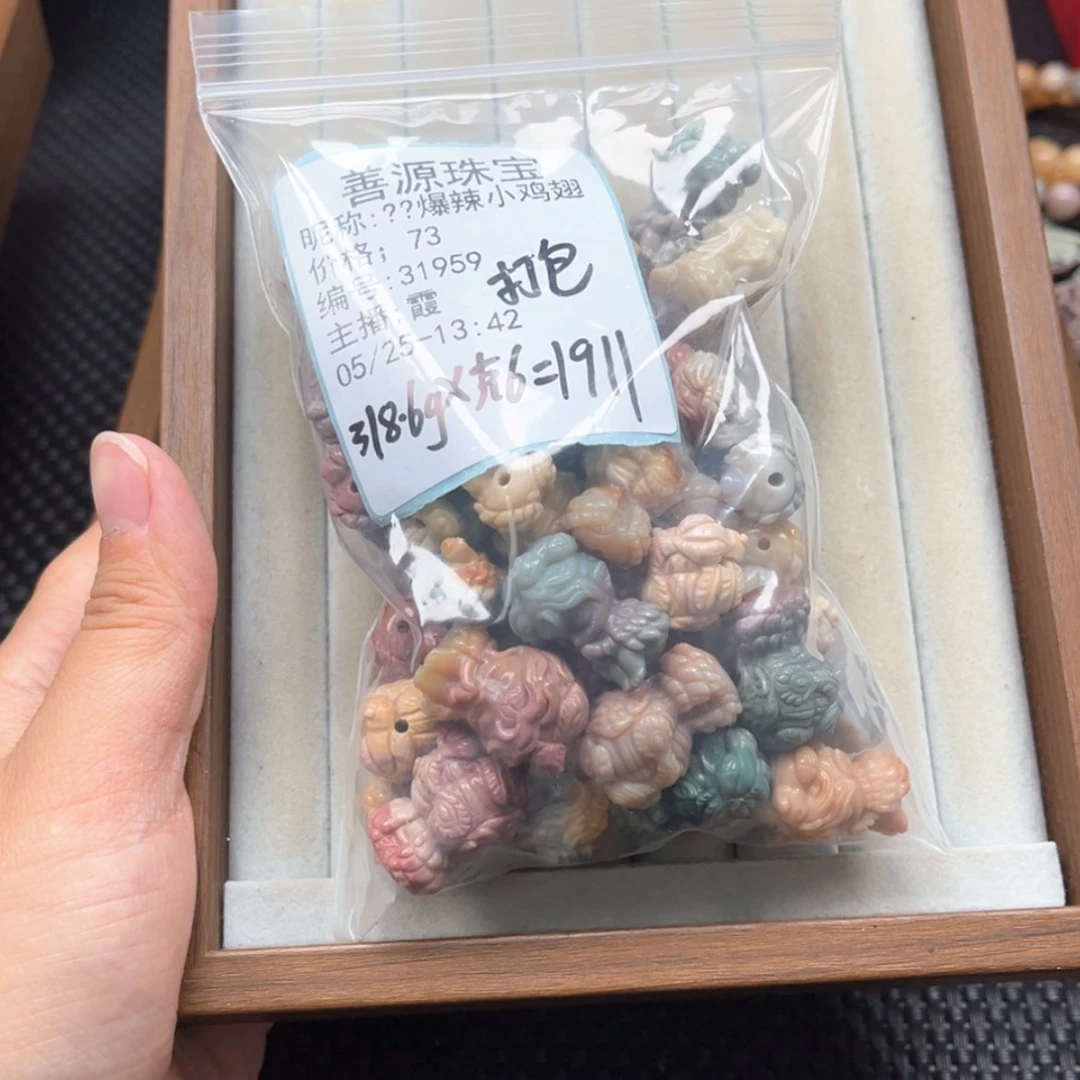 善源珠宝
昵称:??爆辣小鸡翅
价格: 73
编号:31959
打包
主播:霞
05/25-13:42
318.6g×克6=1911